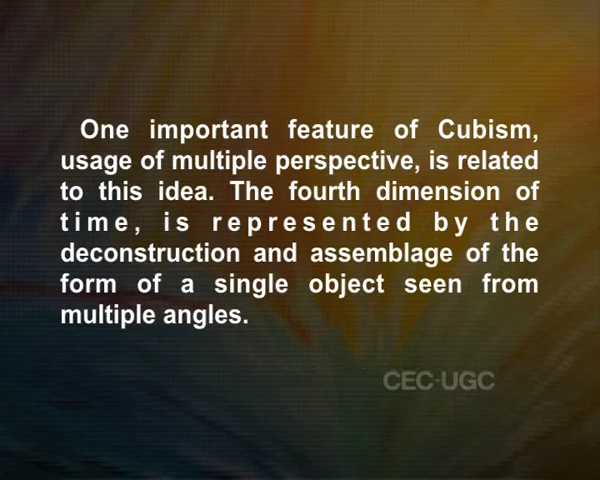 One important feature of Cubism,
usage of multiple perspective, is related
to this idea. The fourth dimension of
time, is represented by the
deconstruction and assemblage of the
form of a single object seen from
multiple angles.
CEC-UGC